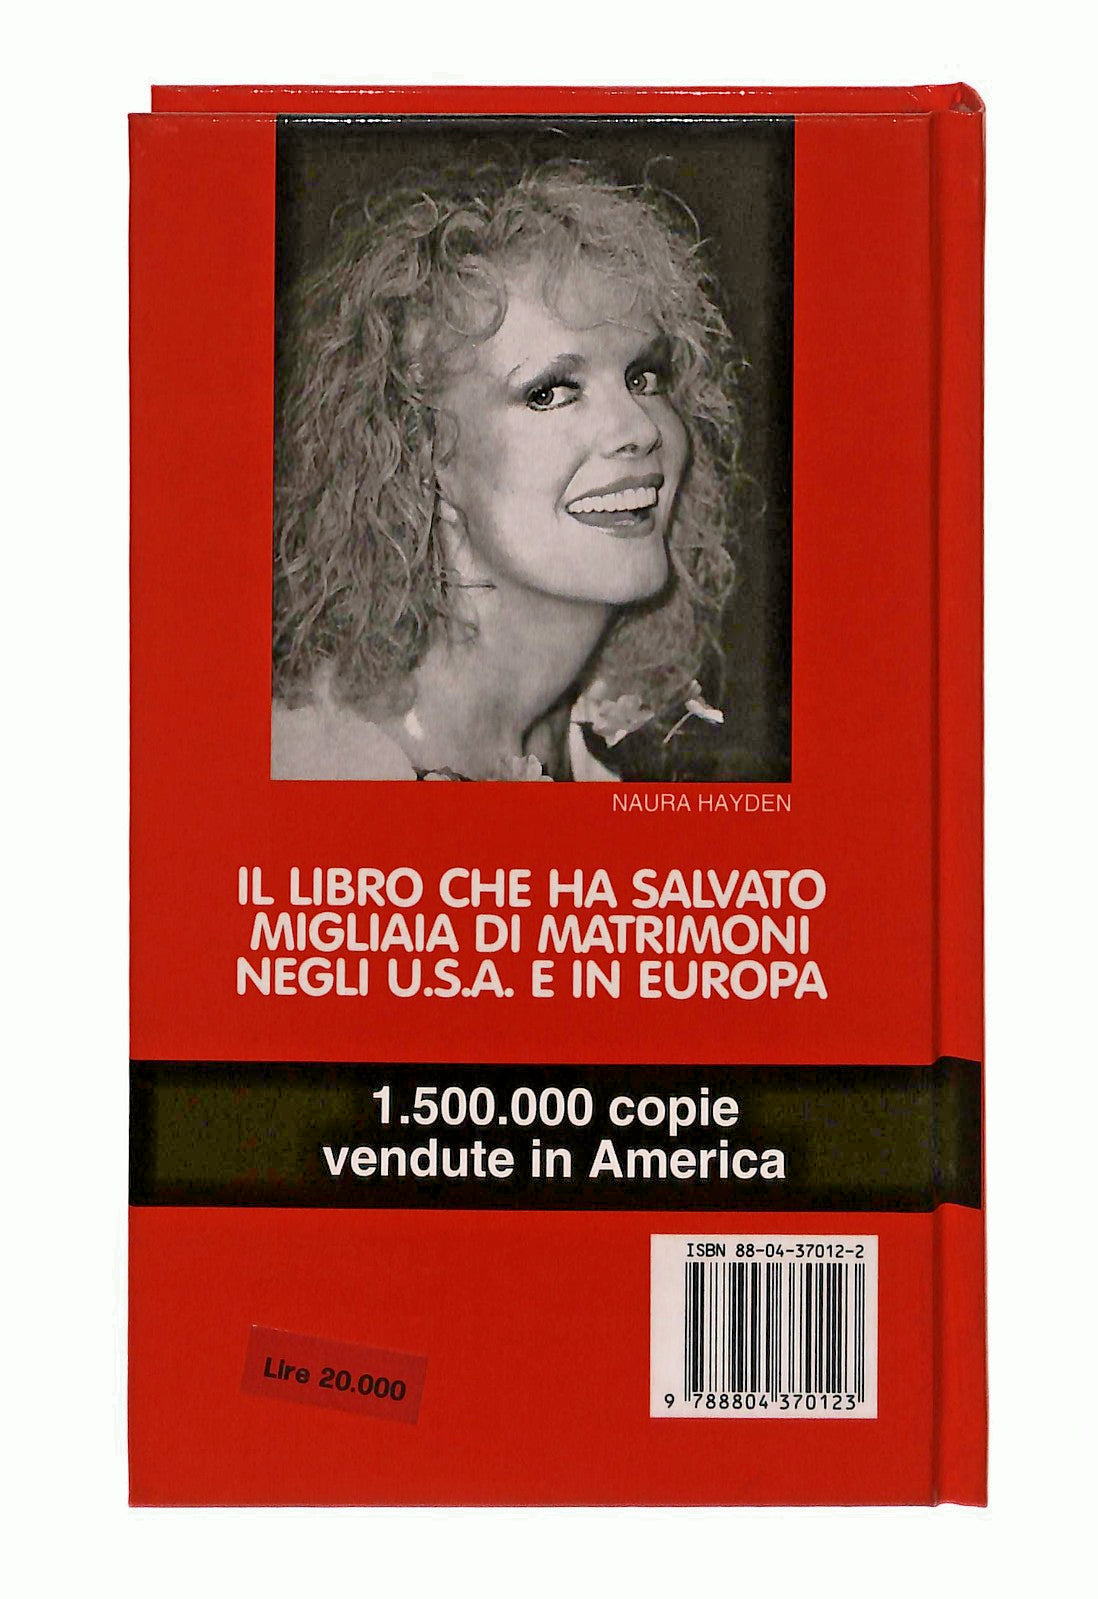 NAURA HAYDEN
IL LIBRO CHE HA SALVATO
MIGLIAIA DI MATRIMONI
NEGLI U.S.A. E IN EUROPA
1.500.000 copie
vendute in America
ISBN 88-04-37012-2
9 788804 370123
Lire 20.000